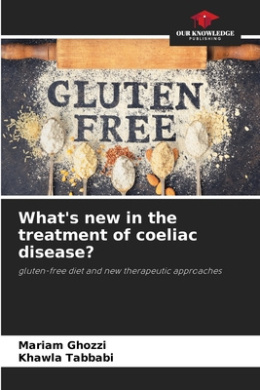 OUR KNOWLEDGE
PUBLISHING
GLUTEN
FREE
What's new in the
treatment of coeliac
disease?
gluten-free diet and new therapeutic approaches
Mariam Ghozzi
Khawla Tabbabi